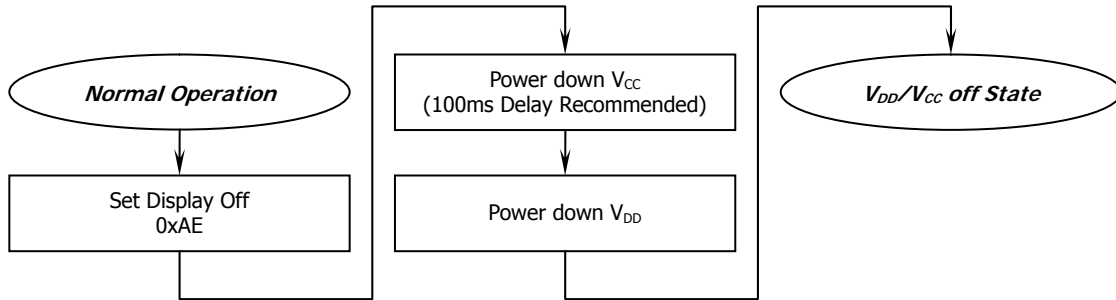 Normal Operation
Set Display Off
0xAE
Power down VCC
(100ms Delay Recommended)
Power down VDD
VDD/VCC off State